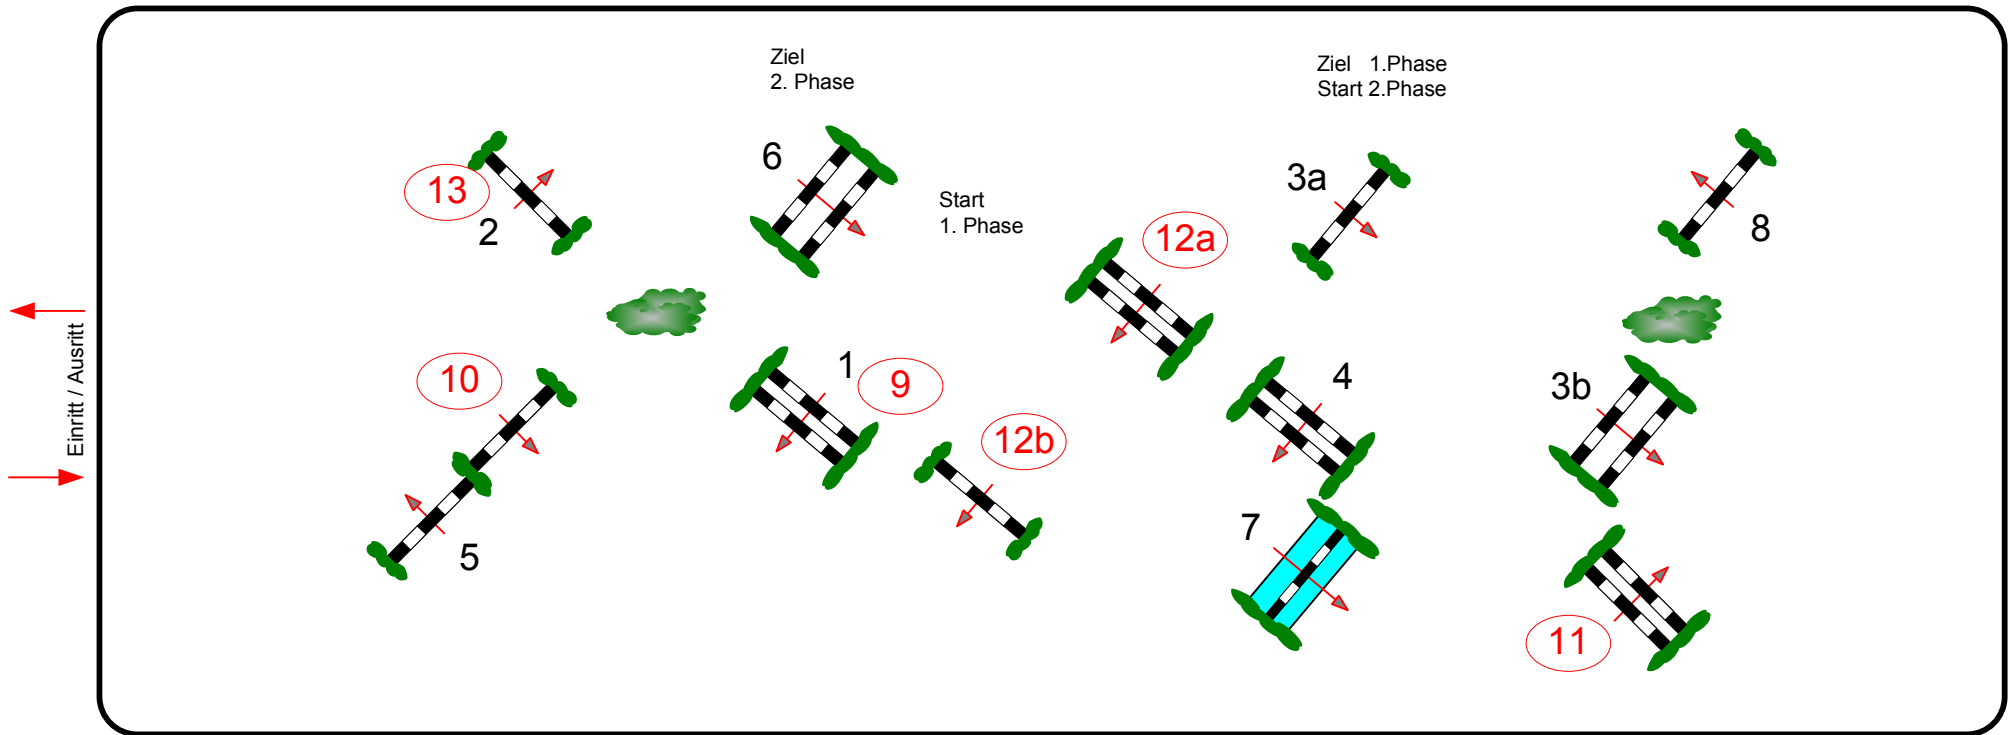 Ziel
2. Phase
Ziel 1.Phase
Start 2.Phase
6
3a
13
2
Start
1. Phase
12a
8
Einritt / Ausritt
10
1
9
4
3b
12b
7
5
11